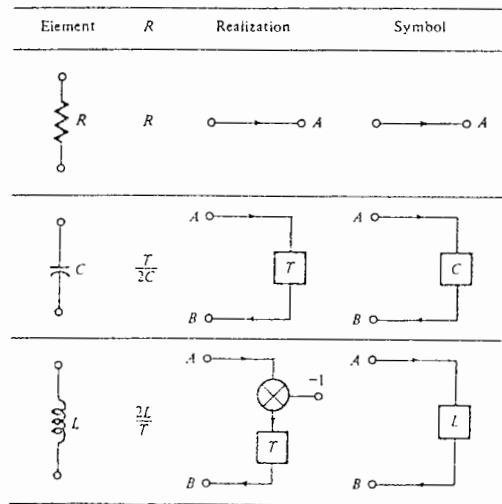 Element R Realization Symbol
R R A A
A A
C T/2C T C
B B
A A
-1
L 2L/T L
T
B B